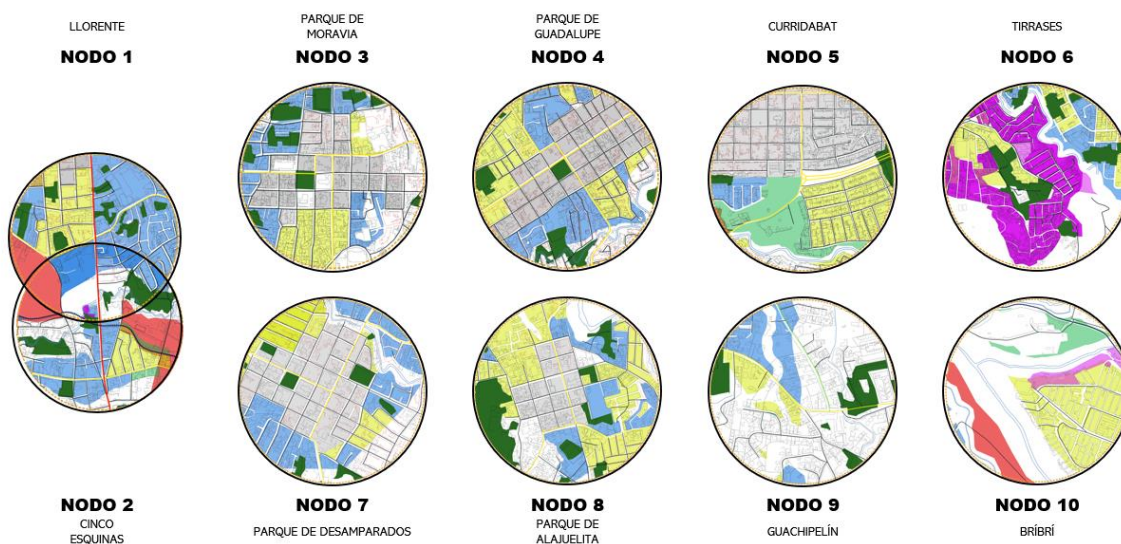 LLORENTE
NODO 1
PARQUE DE
MORAVIA
NODO 3
PARQUE DE
GUADALUPE
NODO 4
CURRIDABAT
NODO 5
TIRRASES
NODO 6
NODO 2
CINCO
ESQUINAS
NODO 7
PARQUE DE DESAMPARADOS
NODO 8
PARQUE DE
ALAJUELITA
NODO 9
GUACHIPELÍN
NODO 10
BRÍBRÍ